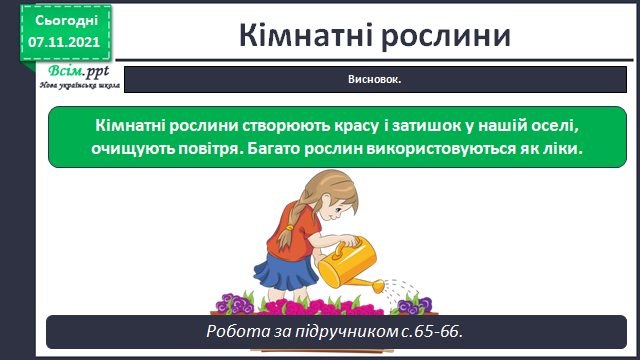 Сьогодні
07.11.2021
Кімнатні рослини
Всім.ppt
Нова українська школа
Висновок.
Кімнатні рослини створюють красу і затишок у нашій оселі,
очищують повітря. Багато рослин використовуються як ліки.
Робота за підручником с.65-66.